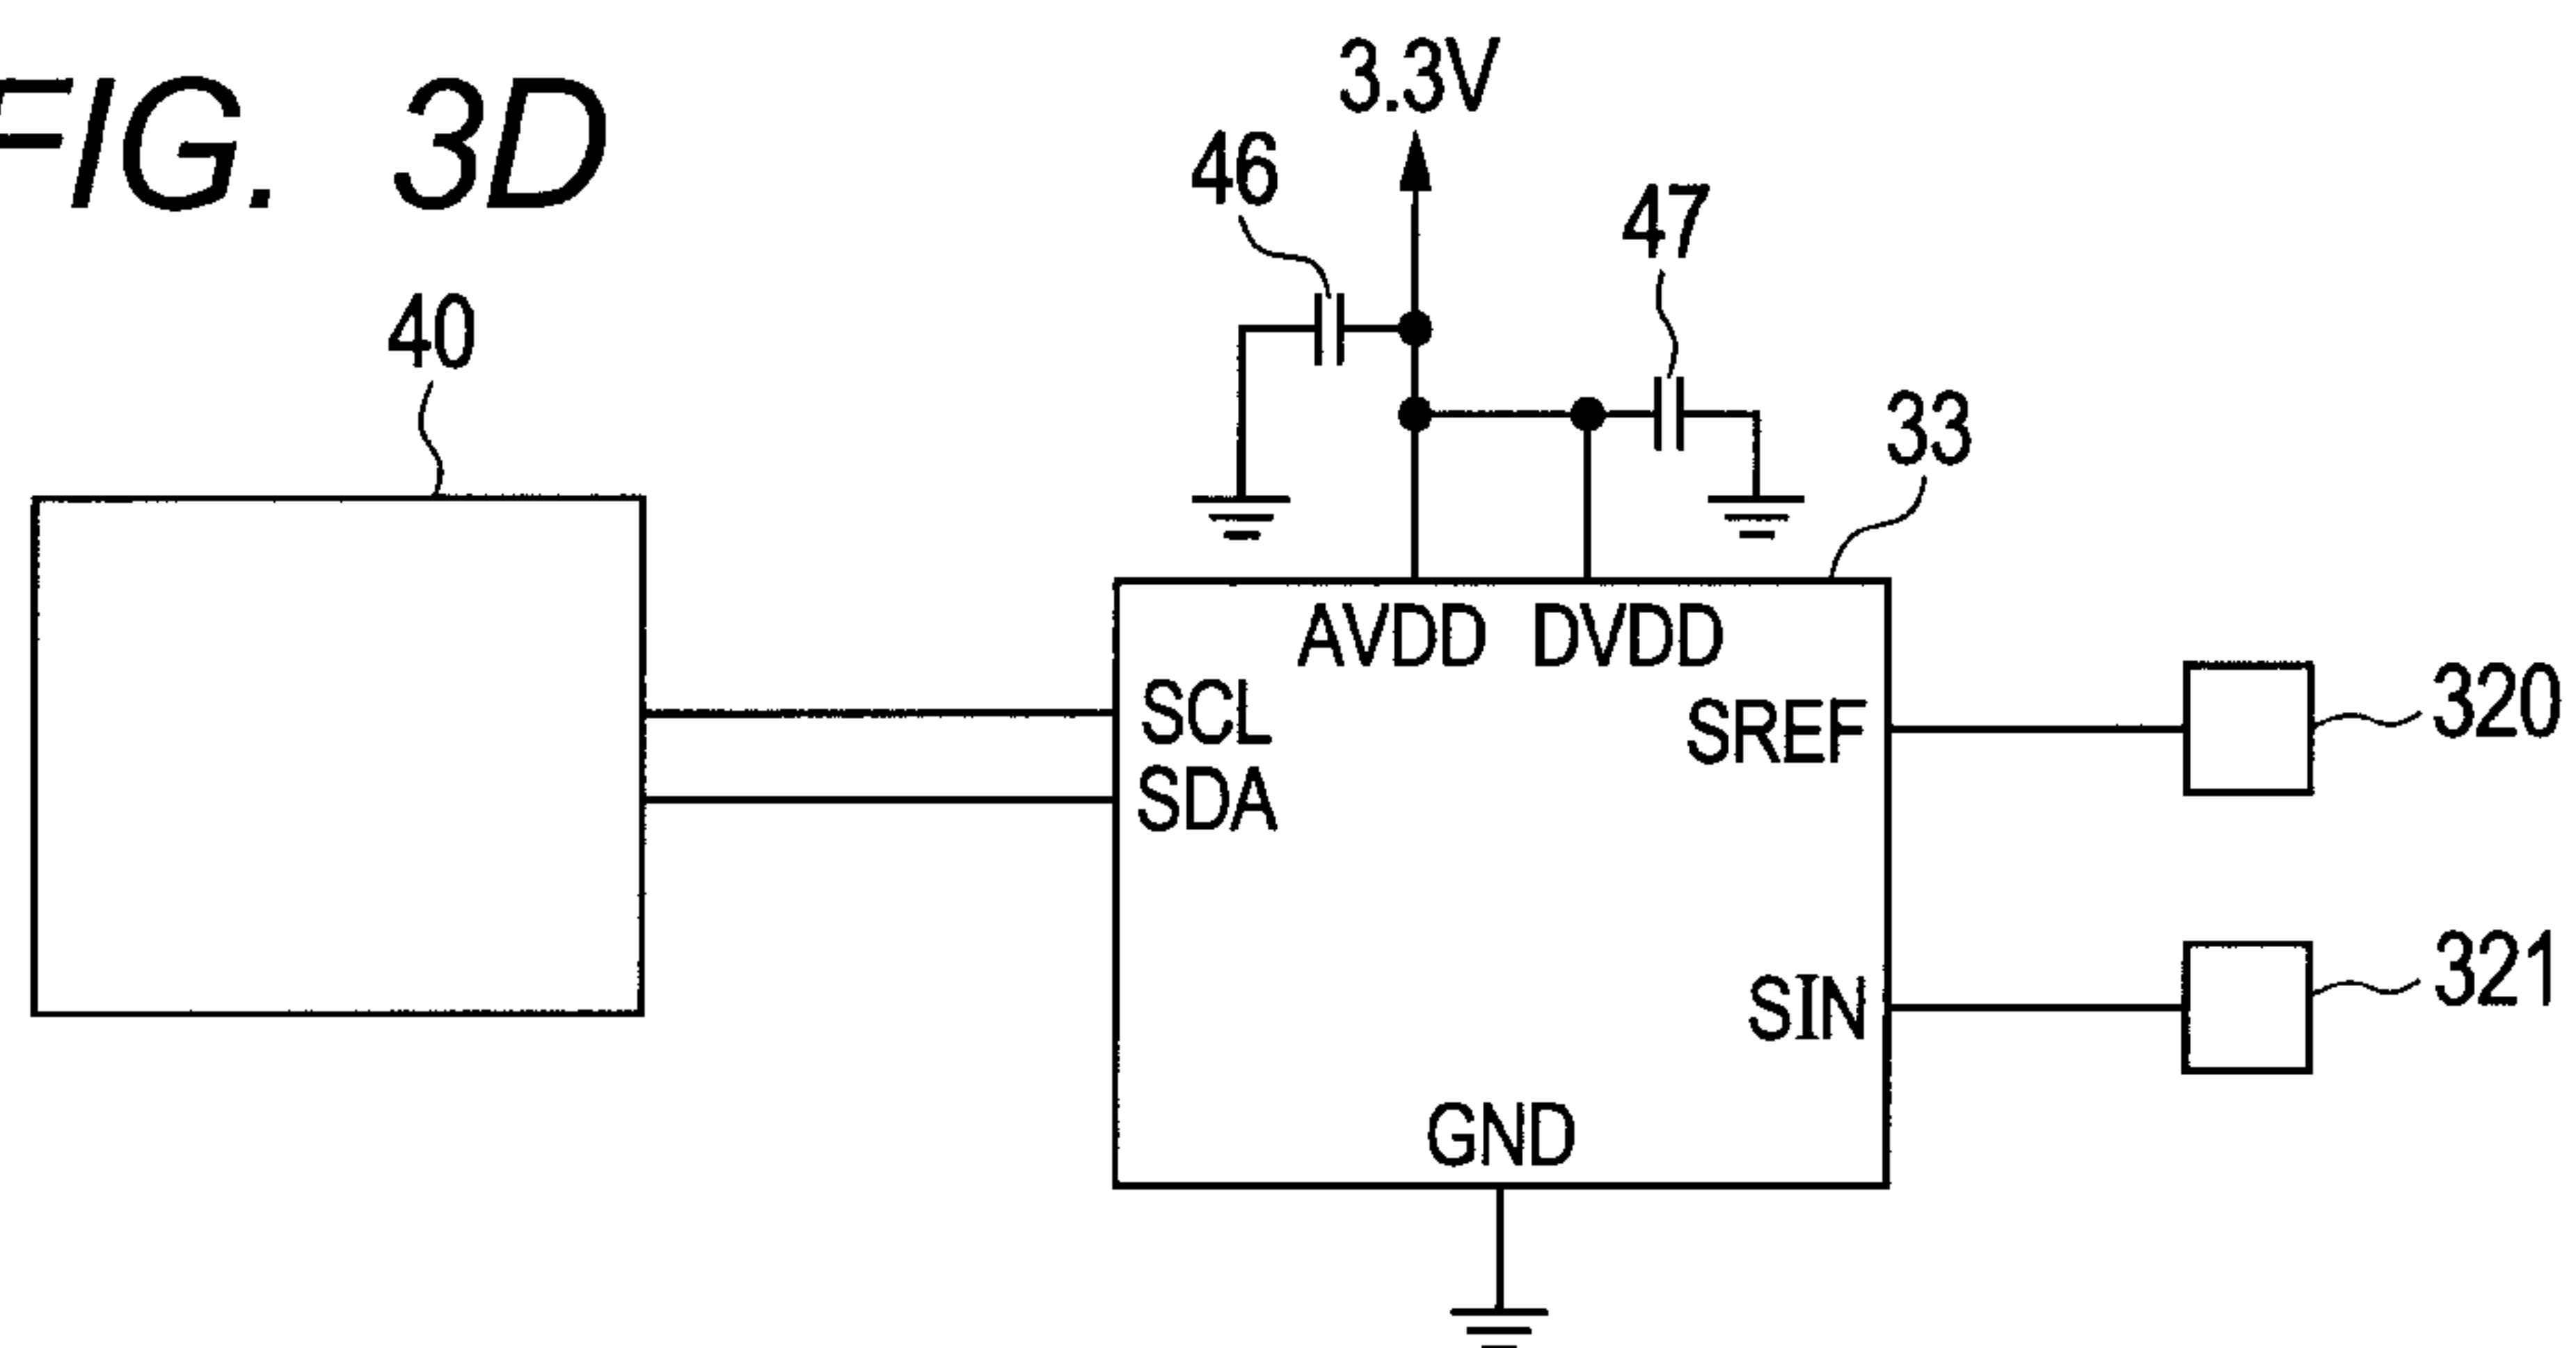 FIG. 3D
3.3V
46
47
40
33
AVDD DVDD
SCL
SREF
320
SDA
SIN
321
GND